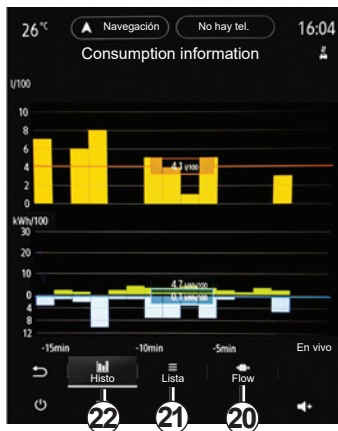 26 °C Navegación No hay tel. 16:04
Consumption information
l/100
10
8
6
4
2
0
4,1 l/100
kWh/100
30
20
10
0
4
8
12
4,7 kWh/100
0,1 kWh/100
-15min -10min -5min En vivo
Histo Lista Flow
22 21 20